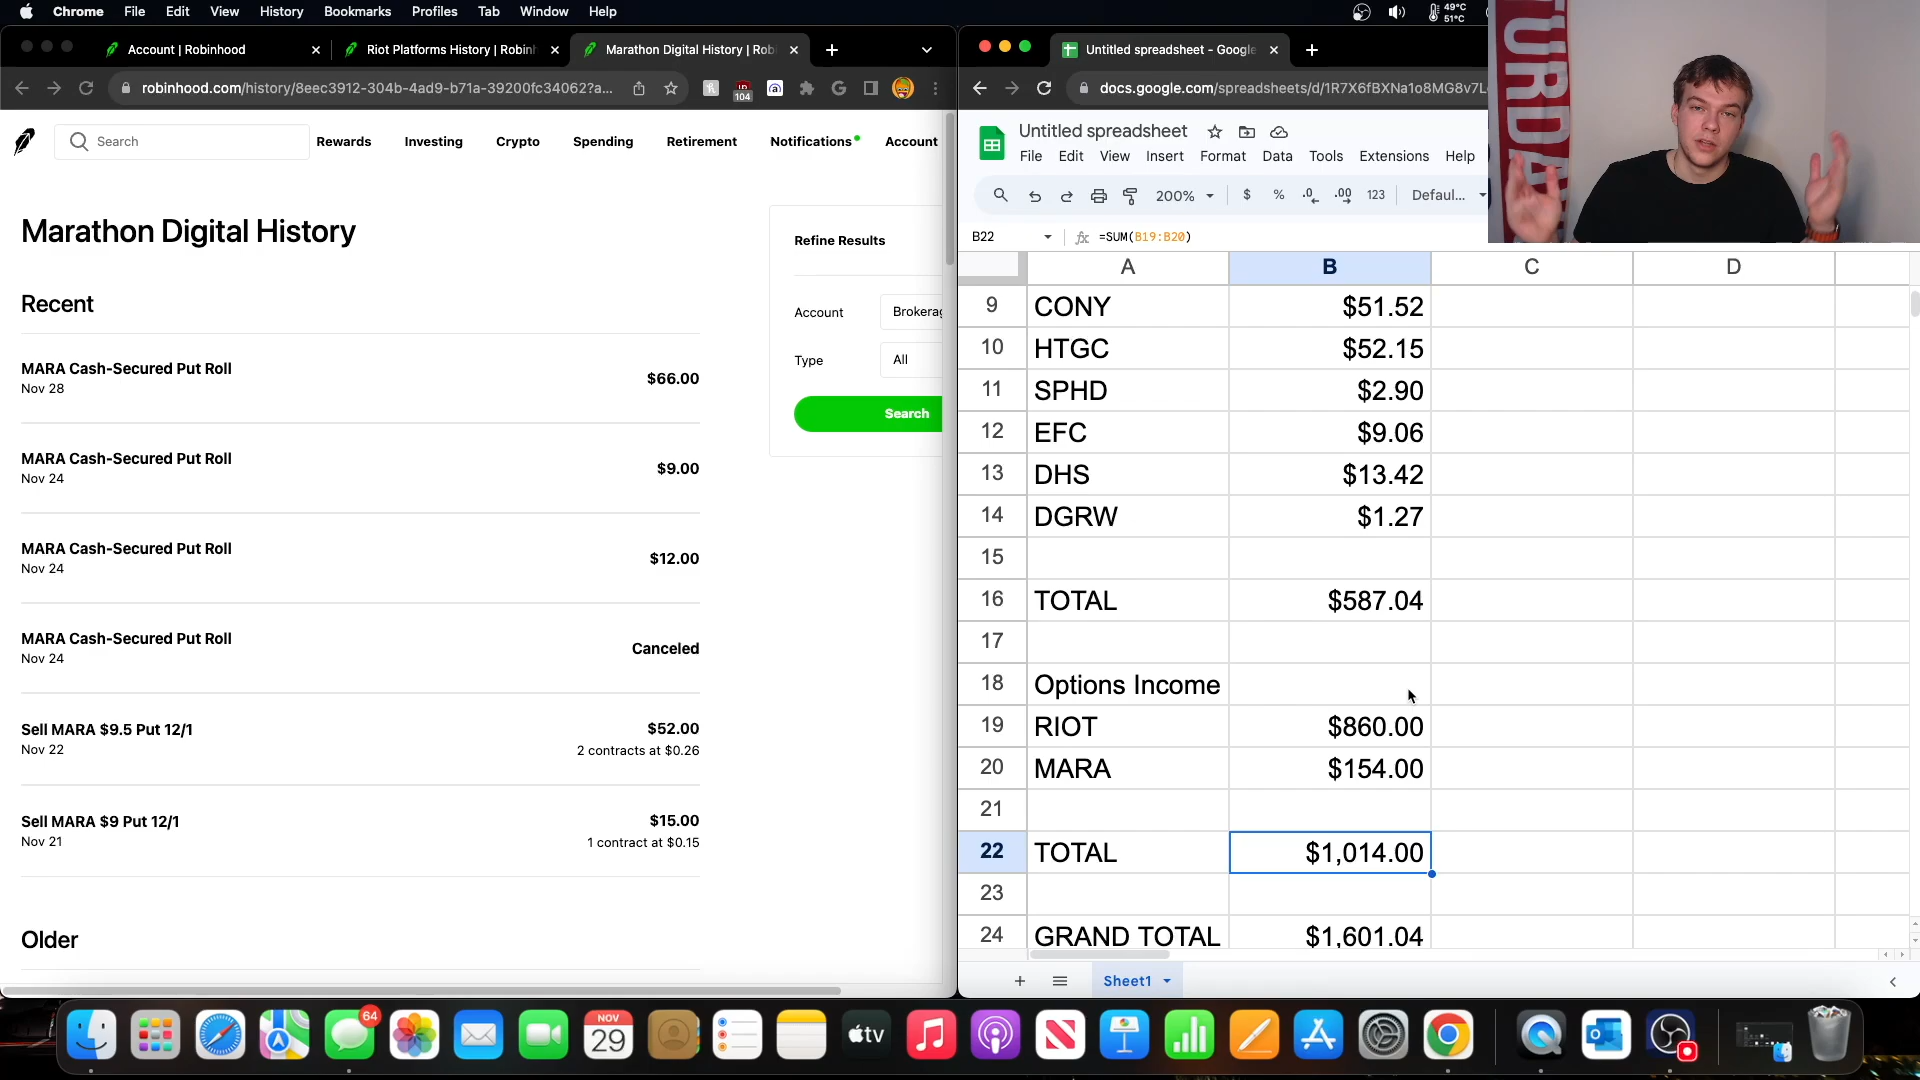 Chrome File Edit View History Bookmarks Profiles Tab Window Help
49°C
51°C
Account | Robinhood
Riot Platforms History | Robinh
Marathon Digital History | Rob
robinhood.com/history/8eec3912-304b-4ad9-b71a-39200fc34062?a...
104
Search
Rewards Investing Crypto Spending Retirement Notifications Account
Marathon Digital History
Recent
MARA Cash-Secured Put Roll
Nov 28
$66.00
MARA Cash-Secured Put Roll
Nov 24
$9.00
MARA Cash-Secured Put Roll
Nov 24
$12.00
MARA Cash-Secured Put Roll
Nov 24
Canceled
Sell MARA $9.5 Put 12/1
Nov 22
$52.00
2 contracts at $0.26
Sell MARA $9 Put 12/1
Nov 21
$15.00
1 contract at $0.15
Older
Refine Results
Account Brokerag
Type All
Search
Untitled spreadsheet - Google
docs.google.com/spreadsheets/d/1R7X6fBXNa1o8MG8v7L
Untitled spreadsheet
File Edit View Insert Format Data Tools Extensions Help
200% $ % .0 .00 123 Defaul...
B22 fx =SUM(B19:B20)
A B C D
9 CONY $51.52
10 HTGC $52.15
11 SPHD $2.90
12 EFC $9.06
13 DHS $13.42
14 DGRW $1.27
15
16 TOTAL $587.04
17
18 Options Income
19 RIOT $860.00
20 MARA $154.00
21
22 TOTAL $1,014.00
23
24 GRAND TOTAL $1,601.04
Sheet1
TURDA
64
NOV
29
tv